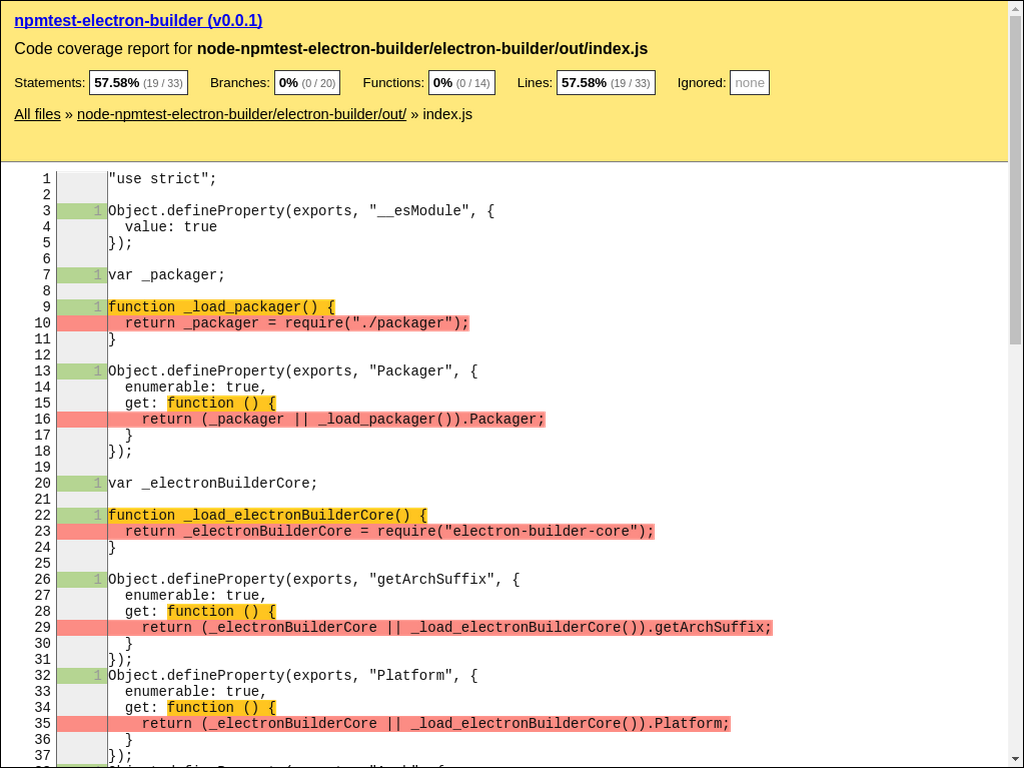 npmtest-electron-builder (v0.0.1)
Code coverage report for node-npmtest-electron-builder/electron-builder/out/index.js
Statements: 57.58% (19 / 33) Branches: 0% (0 / 20) Functions: 0% (0 / 14) Lines: 57.58% (19 / 33) Ignored: none
All files » node-npmtest-electron-builder/electron-builder/out/ » index.js
1 "use strict";
2
3 1 Object.defineProperty(exports, "__esModule", {
4   value: true
5 });
6
7 1 var _packager;
8
9 1 function _load_packager() {
10   return _packager = require("./packager");
11 }
12
13 1 Object.defineProperty(exports, "Packager", {
14   enumerable: true,
15   get: function () {
16     return (_packager || _load_packager()).Packager;
17   }
18 });
19
20 1 var _electronBuilderCore;
21
22 1 function _load_electronBuilderCore() {
23   return _electronBuilderCore = require("electron-builder-core");
24 }
25
26 1 Object.defineProperty(exports, "getArchSuffix", {
27   enumerable: true,
28   get: function () {
29     return (_electronBuilderCore || _load_electronBuilderCore()).getArchSuffix;
30   }
31 });
32 1 Object.defineProperty(exports, "Platform", {
33   enumerable: true,
34   get: function () {
35     return (_electronBuilderCore || _load_electronBuilderCore()).Platform;
36   }
37 });